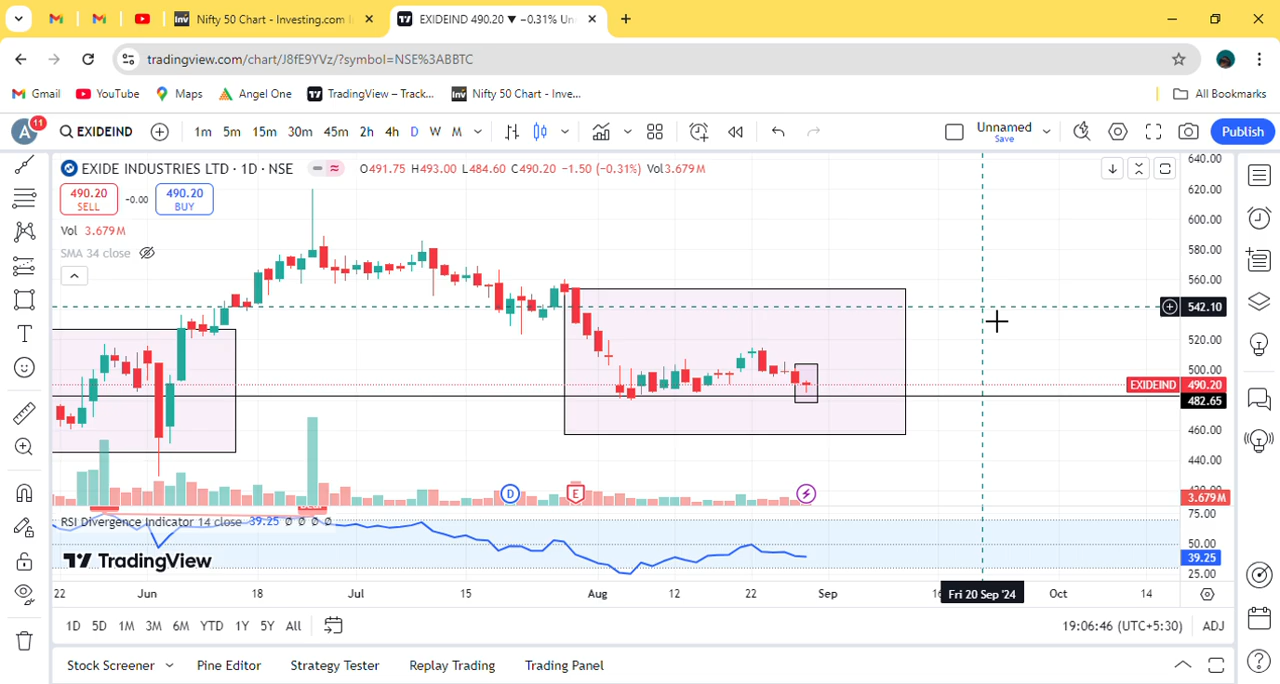 Nifty 50 Chart - Investing.com I
EXIDEIND 490.20 ▼ −0.31% Un
tradingview.com/chart/J8fE9YVz/?symbol=NSE%3ABBTC
Gmail YouTube Maps Angel One TradingView – Track... Nifty 50 Chart - Inve... All Bookmarks
A 11 EXIDEIND 1m 5m 15m 30m 45m 2h 4h D W M Unnamed Save Publish
EXIDE INDUSTRIES LTD · 1D · NSE O491.75 H493.00 L484.60 C490.20 −1.50 (−0.31%) Vol3.679M
490.20 SELL -0.00 490.20 BUY
Vol 3.679M
SMA 34 close
640.00
620.00
600.00
580.00
560.00
542.10
520.00
500.00
EXIDEIND 490.20
482.65
460.00
440.00
3.679M
D E
RSI Divergence Indicator 14 close 39.25 Ø Ø Ø Ø
75.00
50.00
39.25
25.00
TradingView
22 Jun 18 Jul 15 Aug 12 22 Sep Fri 20 Sep '24 Oct 14
1D 5D 1M 3M 6M YTD 1Y 5Y All 19:06:46 (UTC+5:30) ADJ
Stock Screener Pine Editor Strategy Tester Replay Trading Trading Panel